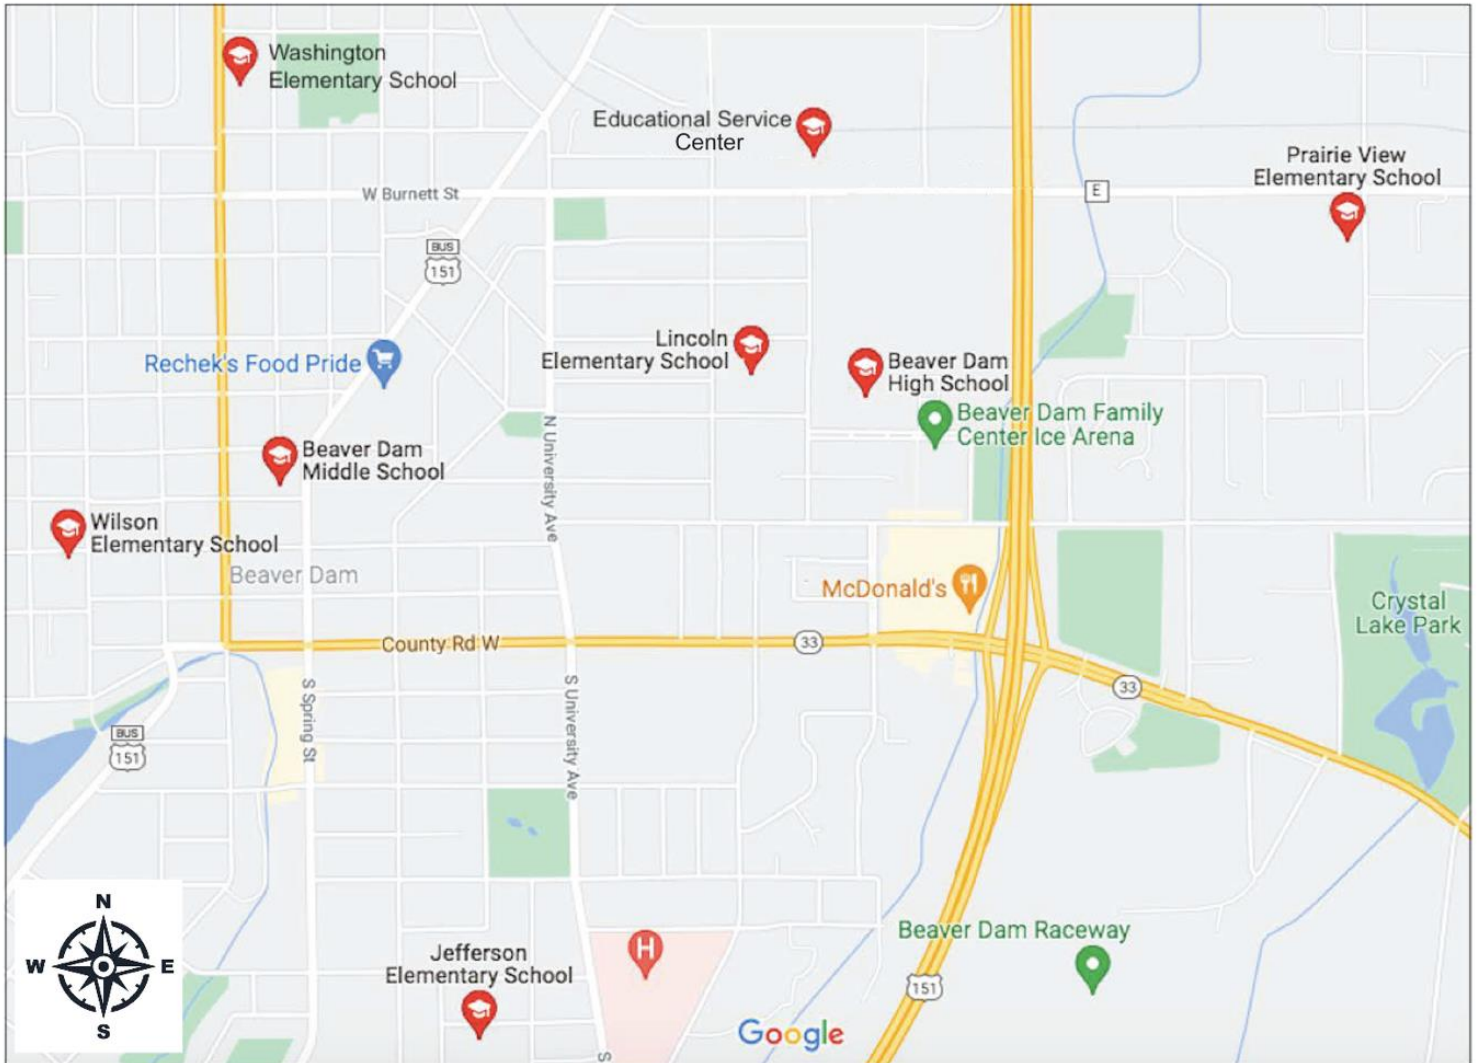 Washington
Elementary School
Educational Service
Center
Prairie View
Elementary School
W Burnett St
E
BUS
151
Lincoln
Elementary School
Rechek's Food Pride
Beaver Dam
High School
Beaver Dam Family
Center Ice Arena
N University Ave
Beaver Dam
Middle School
Wilson
Elementary School
Beaver Dam
McDonald's
Crystal
Lake Park
County Rd W
33
33
S Spring St
S University Ave
BUS
151
N
W
E
S
Jefferson
Elementary School
H
Beaver Dam Raceway
151
Google
S